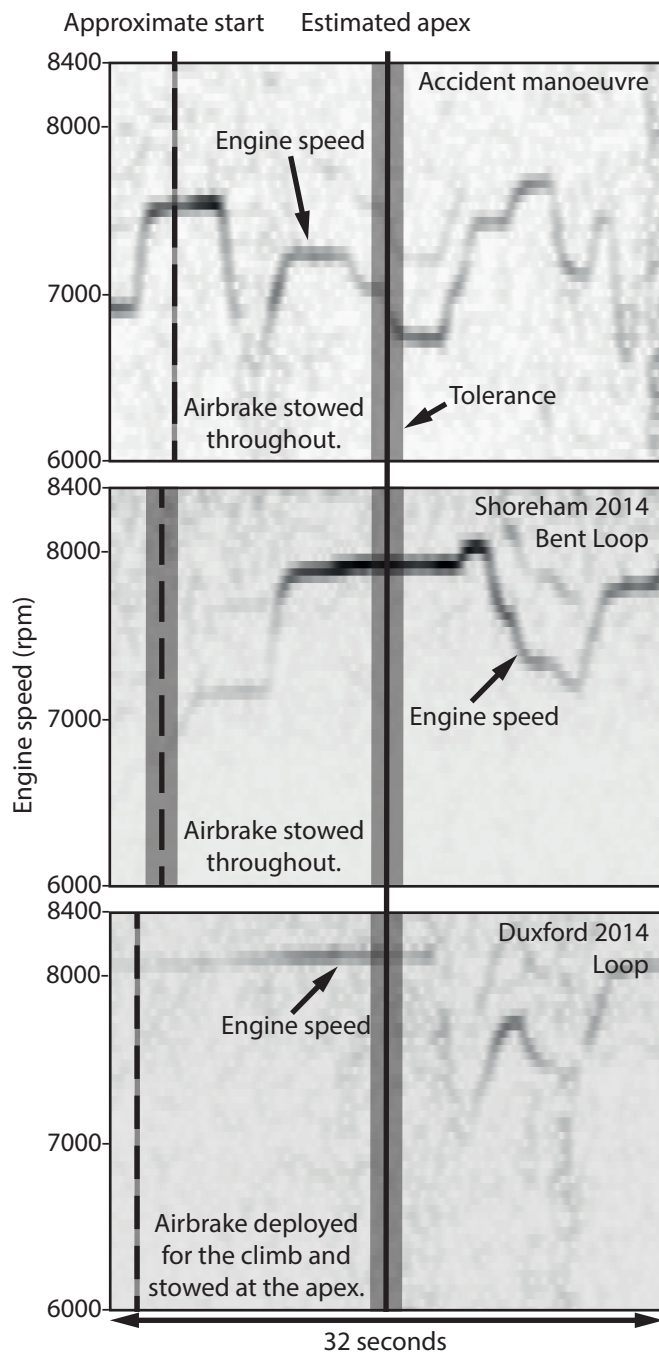 Approximate start
Estimated apex
8400
Accident manoeuvre
8000
Engine speed
7000
Tolerance
Airbrake stowed
throughout.
6000
8400
Shoreham 2014
Bent Loop
8000
Engine speed (rpm)
7000
Engine speed
Airbrake stowed
throughout.
6000
8400
Duxford 2014
Loop
8000
Engine speed
7000
Airbrake deployed
for the climb and
stowed at the apex.
6000
32 seconds